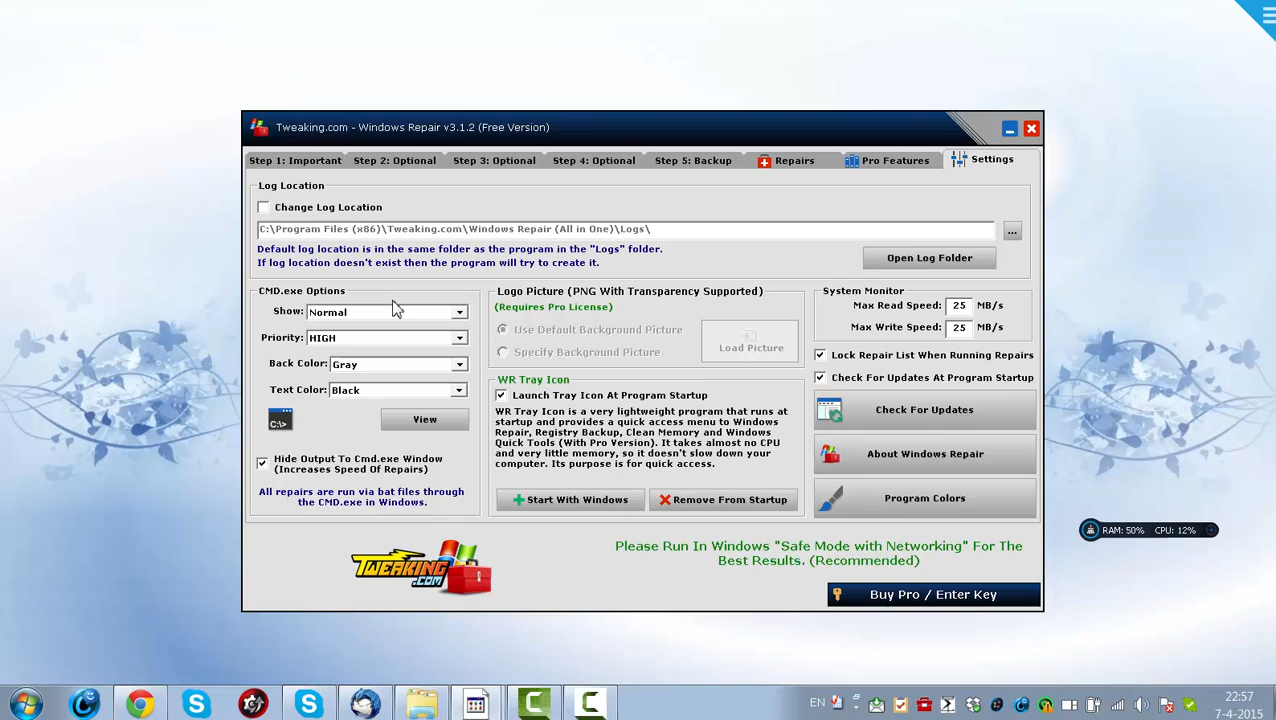 Tweaking.com - Windows Repair v3.1.2 (Free Version)
Step 1: Important
Step 2: Optional
Step 3: Optional
Step 4: Optional
Step 5: Backup
Repairs
Pro Features
Settings
Log Location
Change Log Location
C:\Program Files (x86)\Tweaking.com\Windows Repair (All in One)\Logs\
...
Default log location is in the same folder as the program in the "Logs" folder.
If log location doesn't exist then the program will try to create it.
Open Log Folder
CMD.exe Options
Show: Normal
Priority: HIGH
Back Color: Gray
Text Color: Black
C:\>
View
Hide Output To Cmd.exe Window
(Increases Speed Of Repairs)
All repairs are run via bat files through
the CMD.exe in Windows.
Logo Picture (PNG With Transparency Supported)
(Requires Pro License)
Use Default Background Picture
Specify Background Picture
Load Picture
WR Tray Icon
Launch Tray Icon At Program Startup
WR Tray Icon is a very lightweight program that runs at
startup and provides a quick access menu to Windows
Repair, Registry Backup, Clean Memory and Windows
Quick Tools (With Pro Version). It takes almost no CPU
and very little memory, so it doesn't slow down your
computer. Its purpose is for quick access.
Start With Windows
Remove From Startup
System Monitor
Max Read Speed: 25 MB/s
Max Write Speed: 25 MB/s
Lock Repair List When Running Repairs
Check For Updates At Program Startup
Check For Updates
About Windows Repair
Program Colors
TWEAKING.COM
Please Run In Windows "Safe Mode with Networking" For The
Best Results. (Recommended)
Buy Pro / Enter Key
RAM: 50% CPU: 12%
EN
22:57
7-4-2015